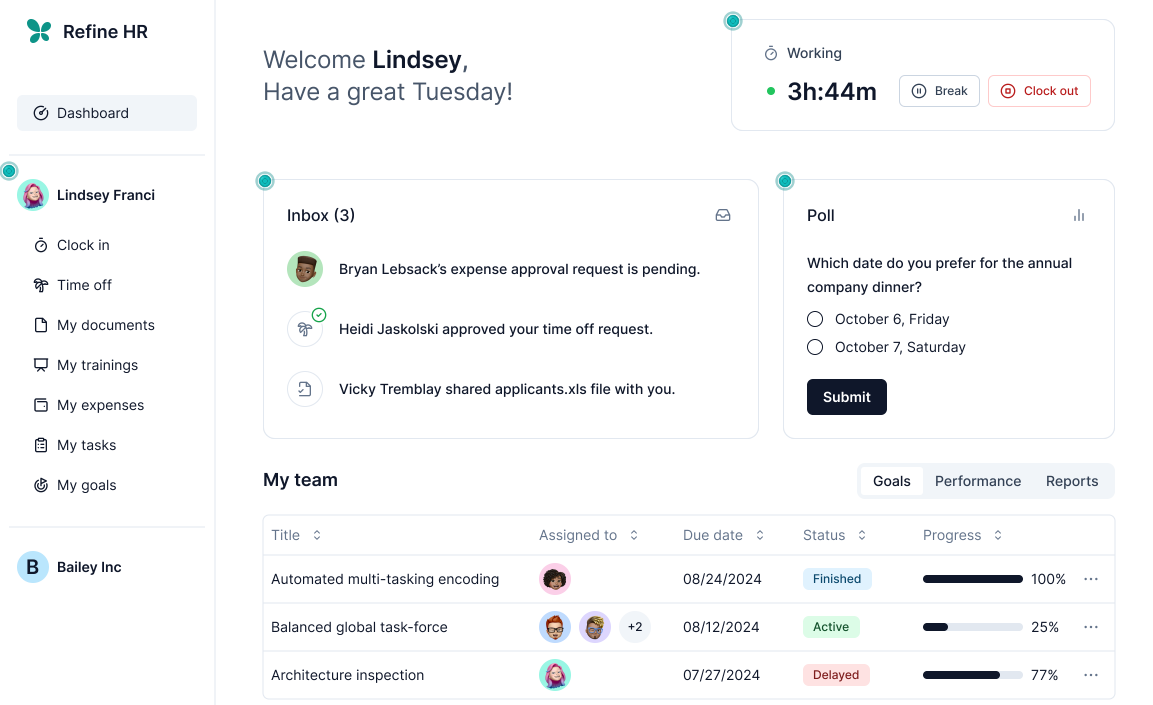 Refine HR
Dashboard
Lindsey Franci
Clock in
Time off
My documents
My trainings
My expenses
My tasks
My goals
B
Bailey Inc
Welcome Lindsey,
Have a great Tuesday!
Working
3h:44m
Break
Clock out
Inbox (3)
Bryan Lebsack’s expense approval request is pending.
Heidi Jaskolski approved your time off request.
Vicky Tremblay shared applicants.xls file with you.
Poll
Which date do you prefer for the annual
company dinner?
October 6, Friday
October 7, Saturday
Submit
My team
Goals Performance Reports
Title Assigned to Due date Status Progress
Automated multi-tasking encoding 08/24/2024 Finished 100%
Balanced global task-force +2 08/12/2024 Active 25%
Architecture inspection 07/27/2024 Delayed 77%